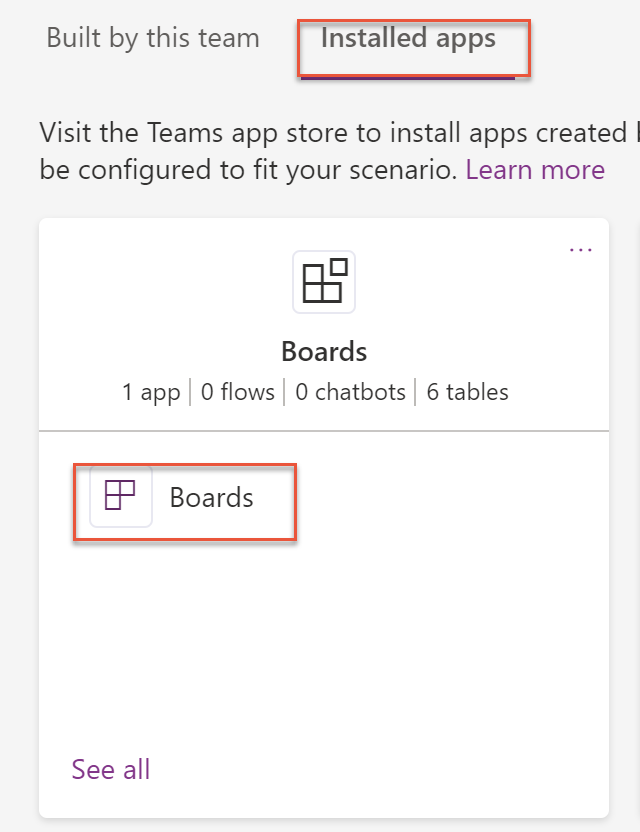 Built by this team
Installed apps
Visit the Teams app store to install apps created
be configured to fit your scenario. Learn more
...
Boards
1 app | 0 flows | 0 chatbots | 6 tables
Boards
See all